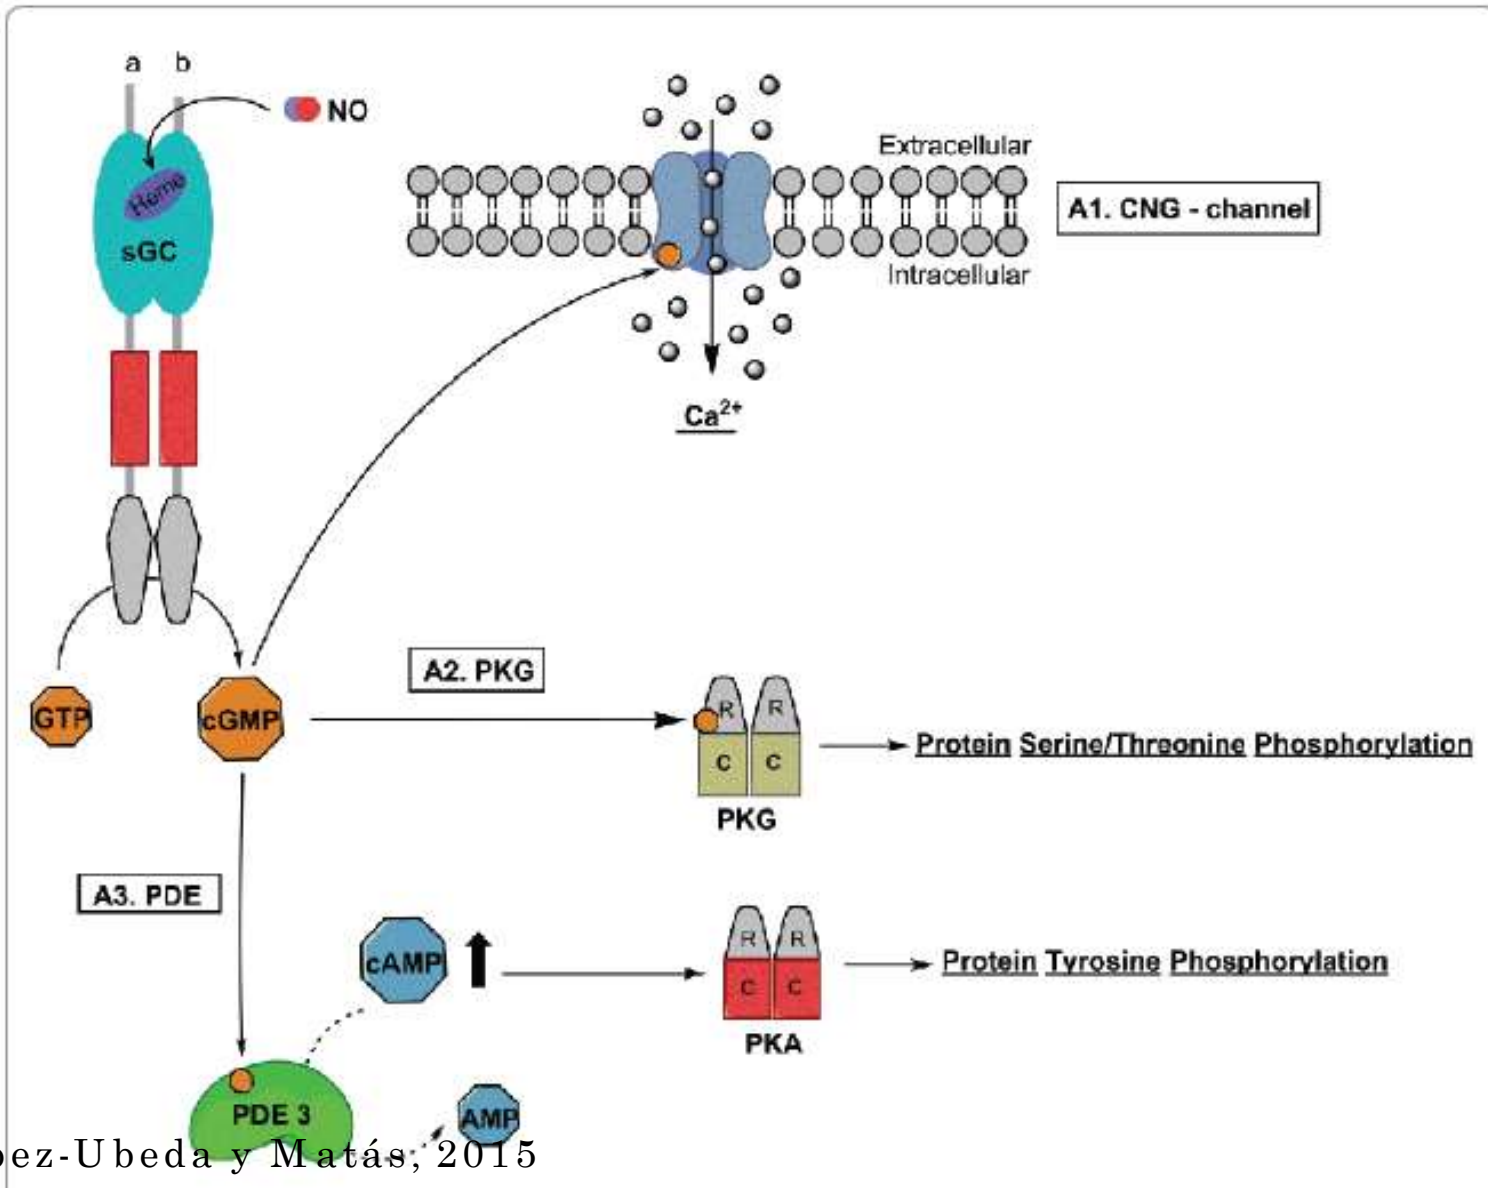 a b
NO
Heme
sGC
Extracellular
Intracellular
A1. CNG - channel
Ca²⁺
GTP
cGMP
A2. PKG
R R
C C
PKG
Protein Serine/Threonine Phosphorylation
A3. PDE
cAMP
R R
C C
PKA
Protein Tyrosine Phosphorylation
PDE 3
AMP
ez-Ubeda y Matás, 2015